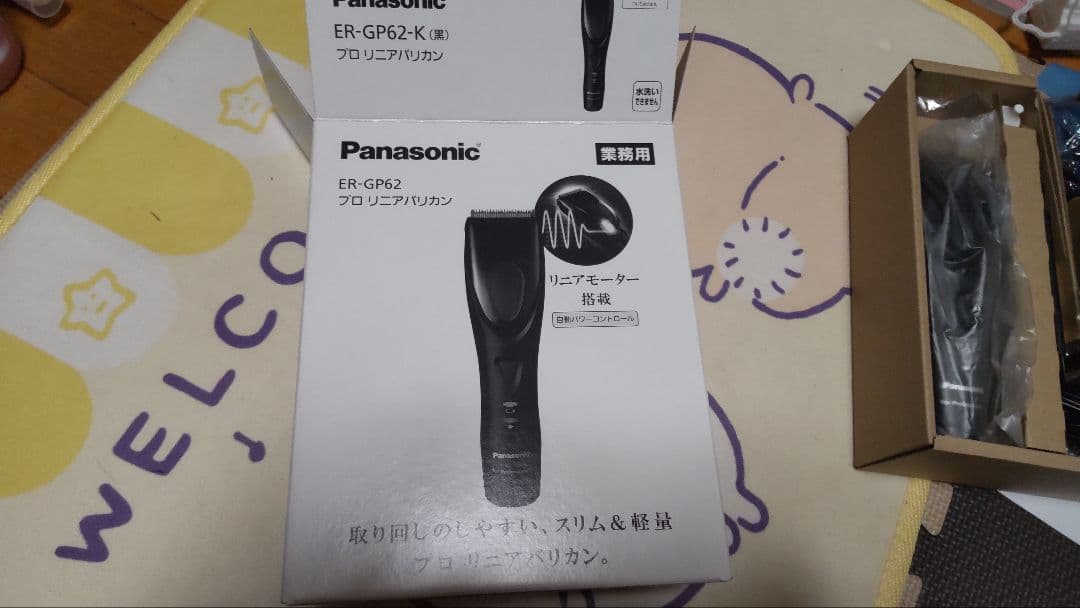 Panasonic
ER-GP62-K（黒）
プロ リニアバリカン
水洗い
できません
Panasonic
業務用
ER-GP62
プロ リニアバリカン
リニアモーター
搭載
自動パワーコントロール
Panasonic
取り回しのしやすい、スリム＆軽量
プロ リニアバリカン。
WELCO
Panasonic